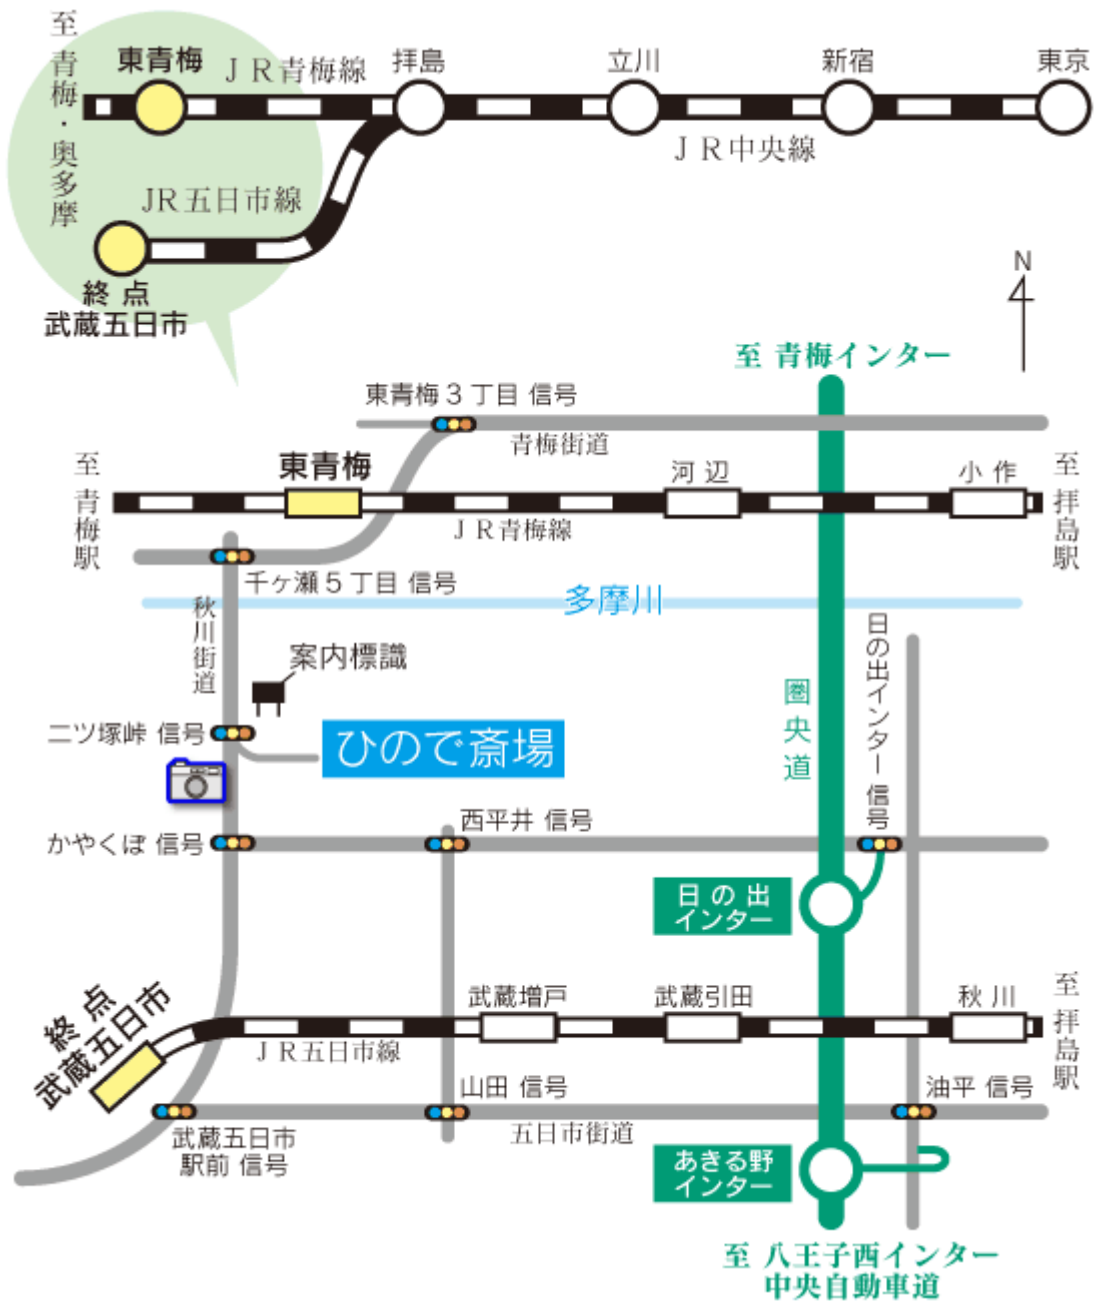 至 青梅・奥多摩
東青梅
ＪＲ青梅線
拝島
立川
新宿
東京
ＪＲ中央線
JR五日市線
終 点
武蔵五日市
N
至 青梅インター
東青梅３丁目 信号
青梅街道
至 青梅駅
東青梅
河 辺
小 作
至 拝島駅
ＪＲ青梅線
千ヶ瀬５丁目 信号
多摩川
秋川街道
日の出インター 信号
案内標識
圏央道
二ツ塚峠 信号
ひので斎場
西平井 信号
かやくぼ 信号
日 の 出
インター
終 点
武蔵五日市
武蔵増戸
武蔵引田
秋 川
至 拝島駅
ＪＲ五日市線
山田 信号
油平 信号
武蔵五日市
駅前 信号
五日市街道
あきる野
インター
至 八王子西インター
中央自動車道